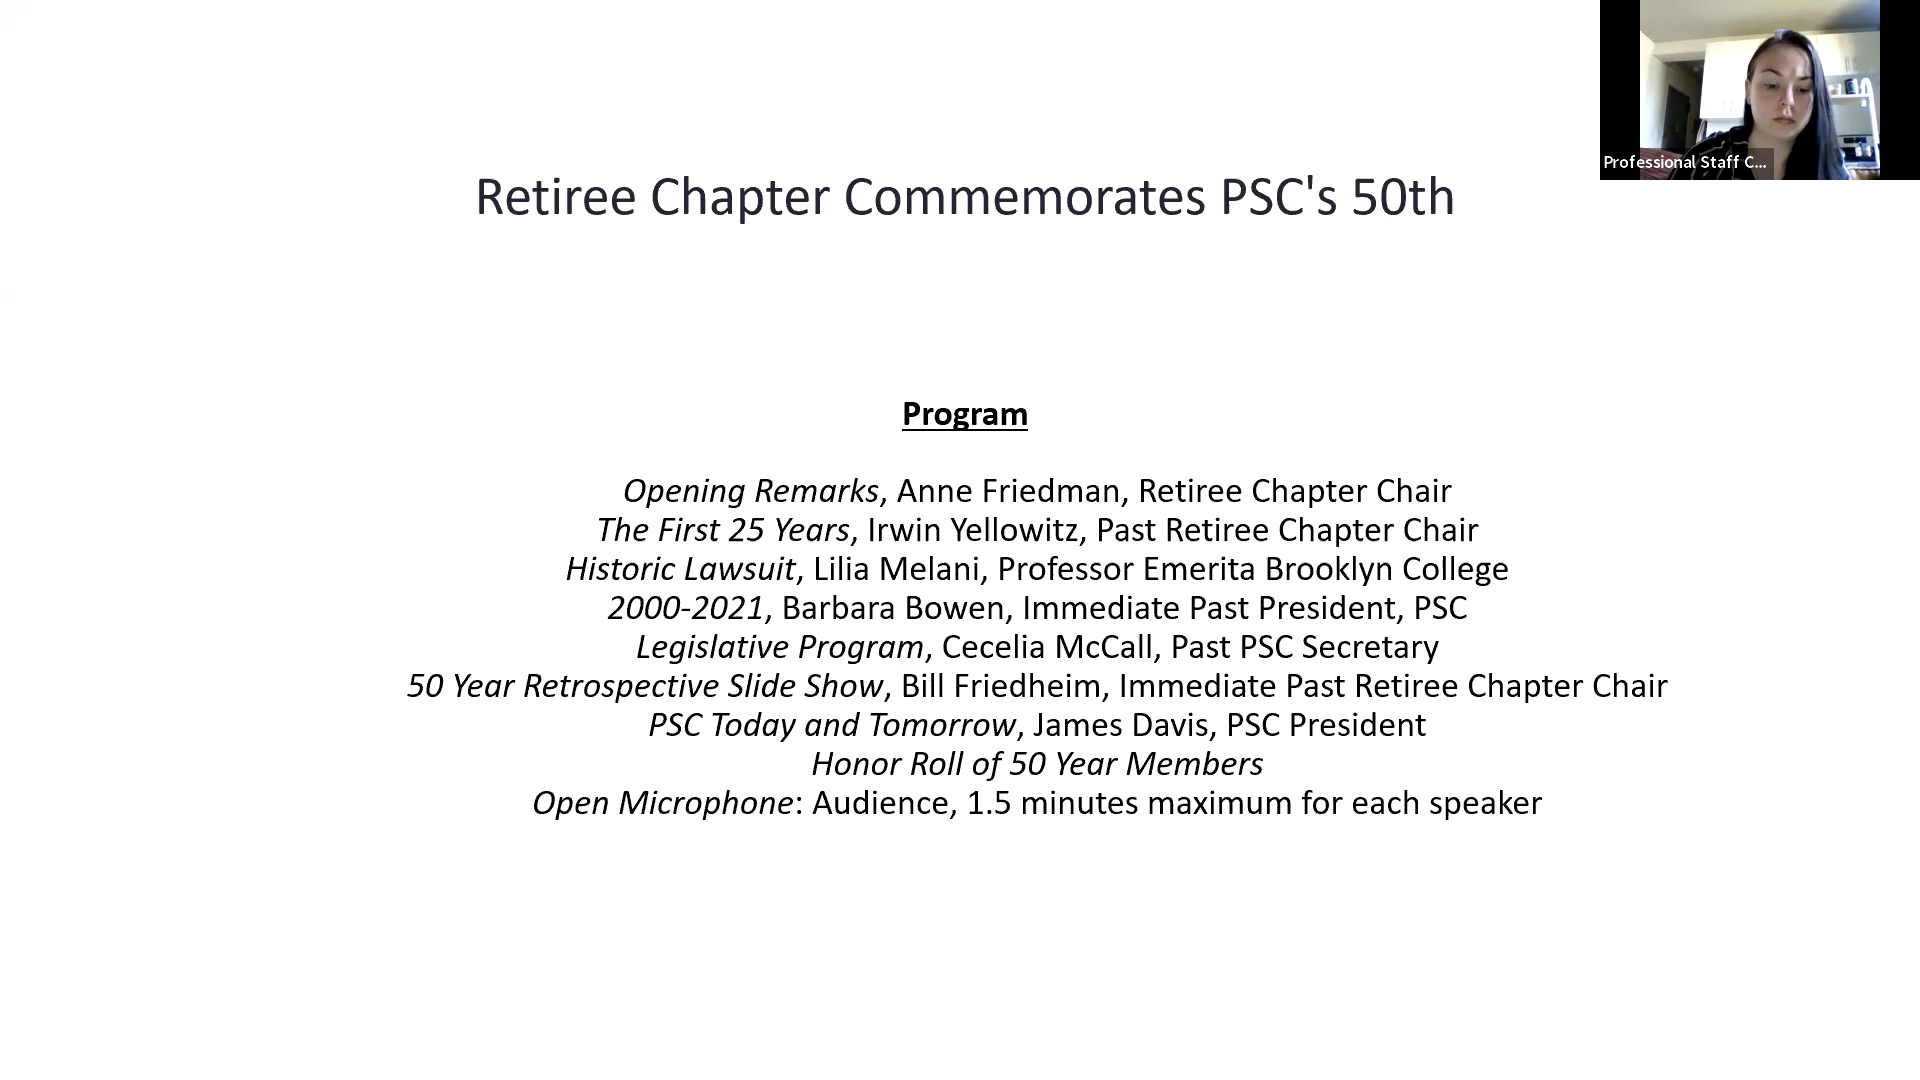 Professional Staff C...
Retiree Chapter Commemorates PSC's 50th
Program
Opening Remarks, Anne Friedman, Retiree Chapter Chair
The First 25 Years, Irwin Yellowitz, Past Retiree Chapter Chair
Historic Lawsuit, Lilia Melani, Professor Emerita Brooklyn College
2000-2021, Barbara Bowen, Immediate Past President, PSC
Legislative Program, Cecelia McCall, Past PSC Secretary
50 Year Retrospective Slide Show, Bill Friedheim, Immediate Past Retiree Chapter Chair
PSC Today and Tomorrow, James Davis, PSC President
Honor Roll of 50 Year Members
Open Microphone: Audience, 1.5 minutes maximum for each speaker